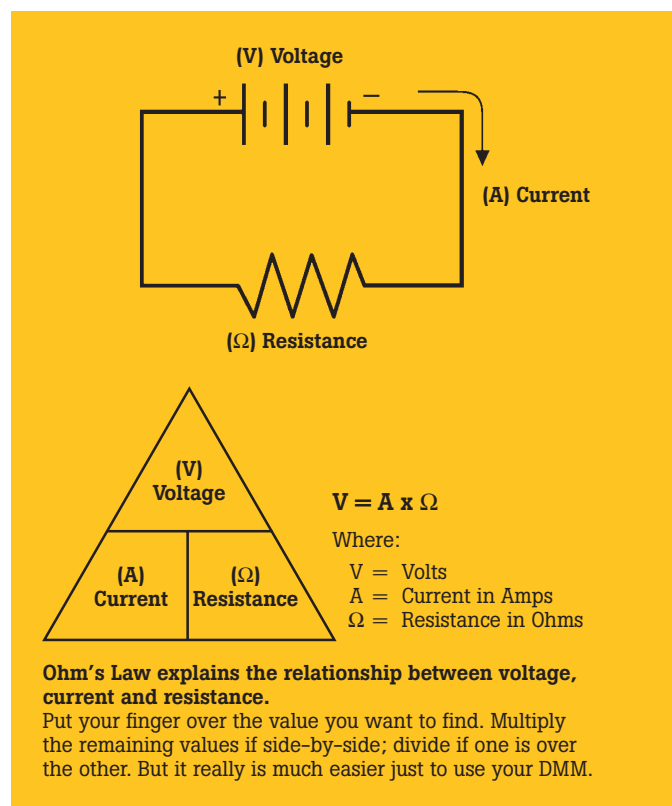 (V) Voltage
+ −
(A) Current
(Ω) Resistance
(V)
Voltage
(A)
Current
(Ω)
Resistance
V = A x Ω
Where:
V = Volts
A = Current in Amps
Ω = Resistance in Ohms
Ohm's Law explains the relationship between voltage,
current and resistance.
Put your finger over the value you want to find. Multiply
the remaining values if side–by–side; divide if one is over
the other. But it really is much easier just to use your DMM.